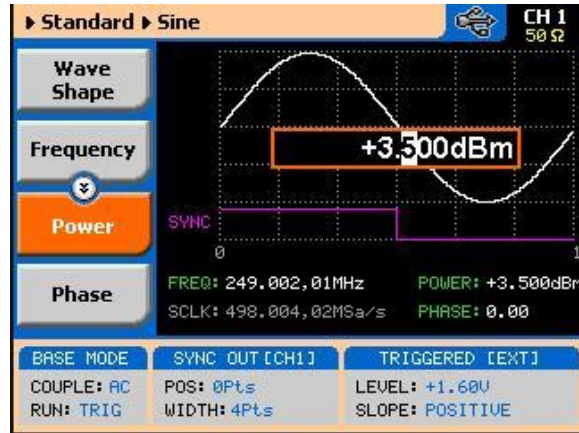 Standard Sine
CH 1
50 Ω
Wave
Shape
Frequency
+3.500dBm
Power
SYNC
0 1
Phase
FREQ: 249.002,01MHz POWER: +3.500dBm
SCLK: 498.004,02MSa/s PHASE: 0.00
BASE MODE SYNC OUT [CH1] TRIGGERED [EXT]
COUPLE: AC POS: 0Pts LEVEL: +1.60V
RUN: TRIG WIDTH: 4Pts SLOPE: POSITIVE